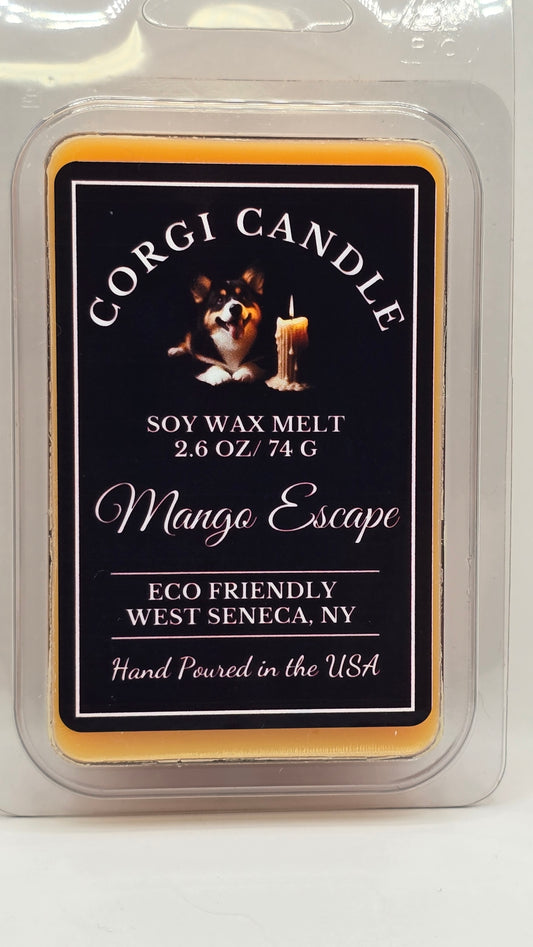 CORGI CANDLE
SOY WAX MELT
2.6 OZ/ 74 G
Mango Escape
ECO FRIENDLY
WEST SENECA, NY
Hand Poured in the USA